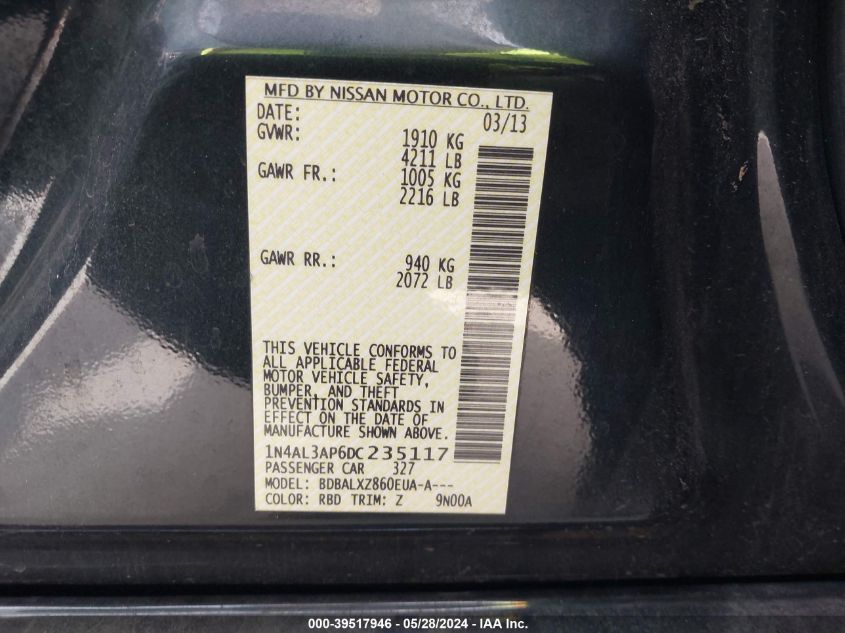 MFD BY NISSAN MOTOR CO., LTD.
DATE: 03/13
GVWR: 1910 KG
4211 LB
GAWR FR.: 1005 KG
2216 LB
GAWR RR.: 940 KG
2072 LB
THIS VEHICLE CONFORMS TO
ALL APPLICABLE FEDERAL
MOTOR VEHICLE SAFETY,
BUMPER, AND THEFT
PREVENTION STANDARDS IN
EFFECT ON THE DATE OF
MANUFACTURE SHOWN ABOVE.
1N4AL3AP6DC235117
PASSENGER CAR 327
MODEL: BDBALXZ860EUA-A---
COLOR: RBD TRIM: Z 9N00A
000-39517946 - 05/28/2024 - IAA Inc.